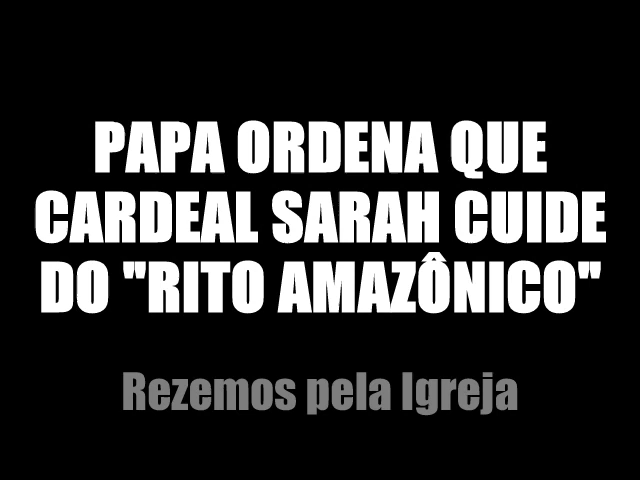 PAPA ORDENA QUE
CARDEAL SARAH CUIDE
DO "RITO AMAZÔNICO"
Rezemos pela Igreja